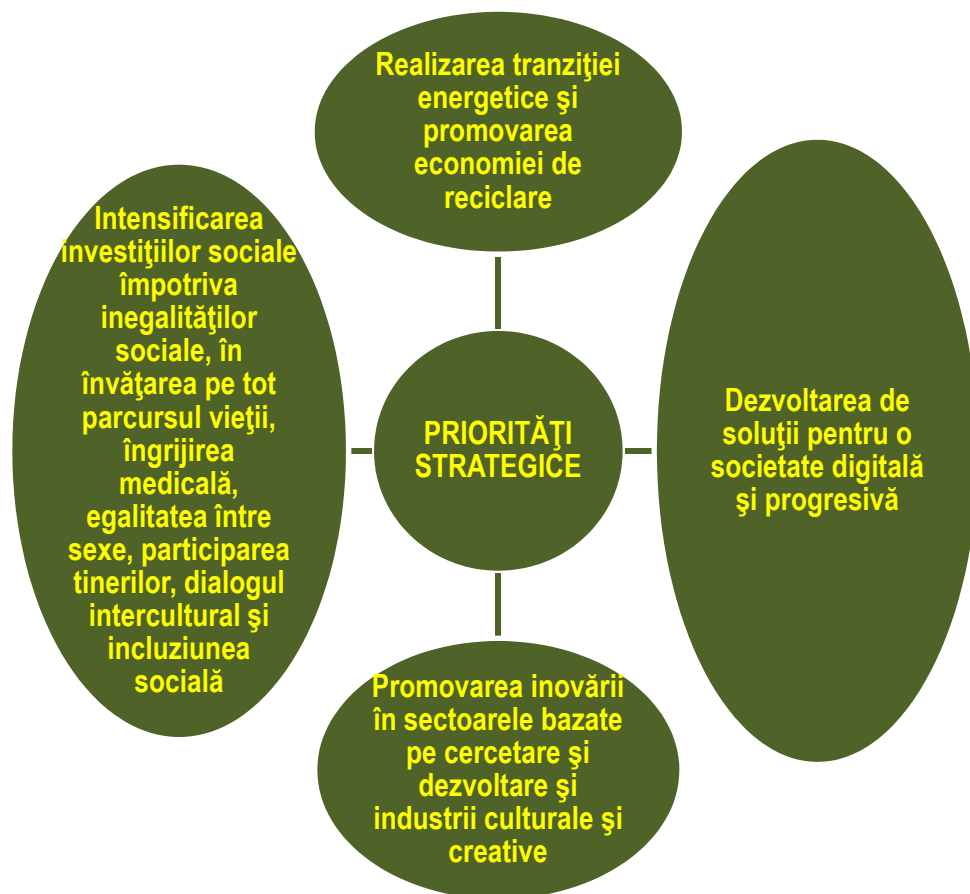 Realizarea tranziţiei
energetice şi
promovarea
economiei de
reciclare
Intensificarea
investiţiilor sociale
împotriva
inegalităţilor
sociale, în
învăţarea pe tot
parcursul vieţii,
îngrijirea
medicală,
egalitatea între
sexe, participarea
tinerilor, dialogul
intercultural şi
incluziunea
socială
PRIORITĂŢI
STRATEGICE
Dezvoltarea de
soluţii pentru o
societate digitală
şi progresivă
Promovarea inovării
în sectoarele bazate
pe cercetare şi
dezvoltare şi
industrii culturale şi
creative